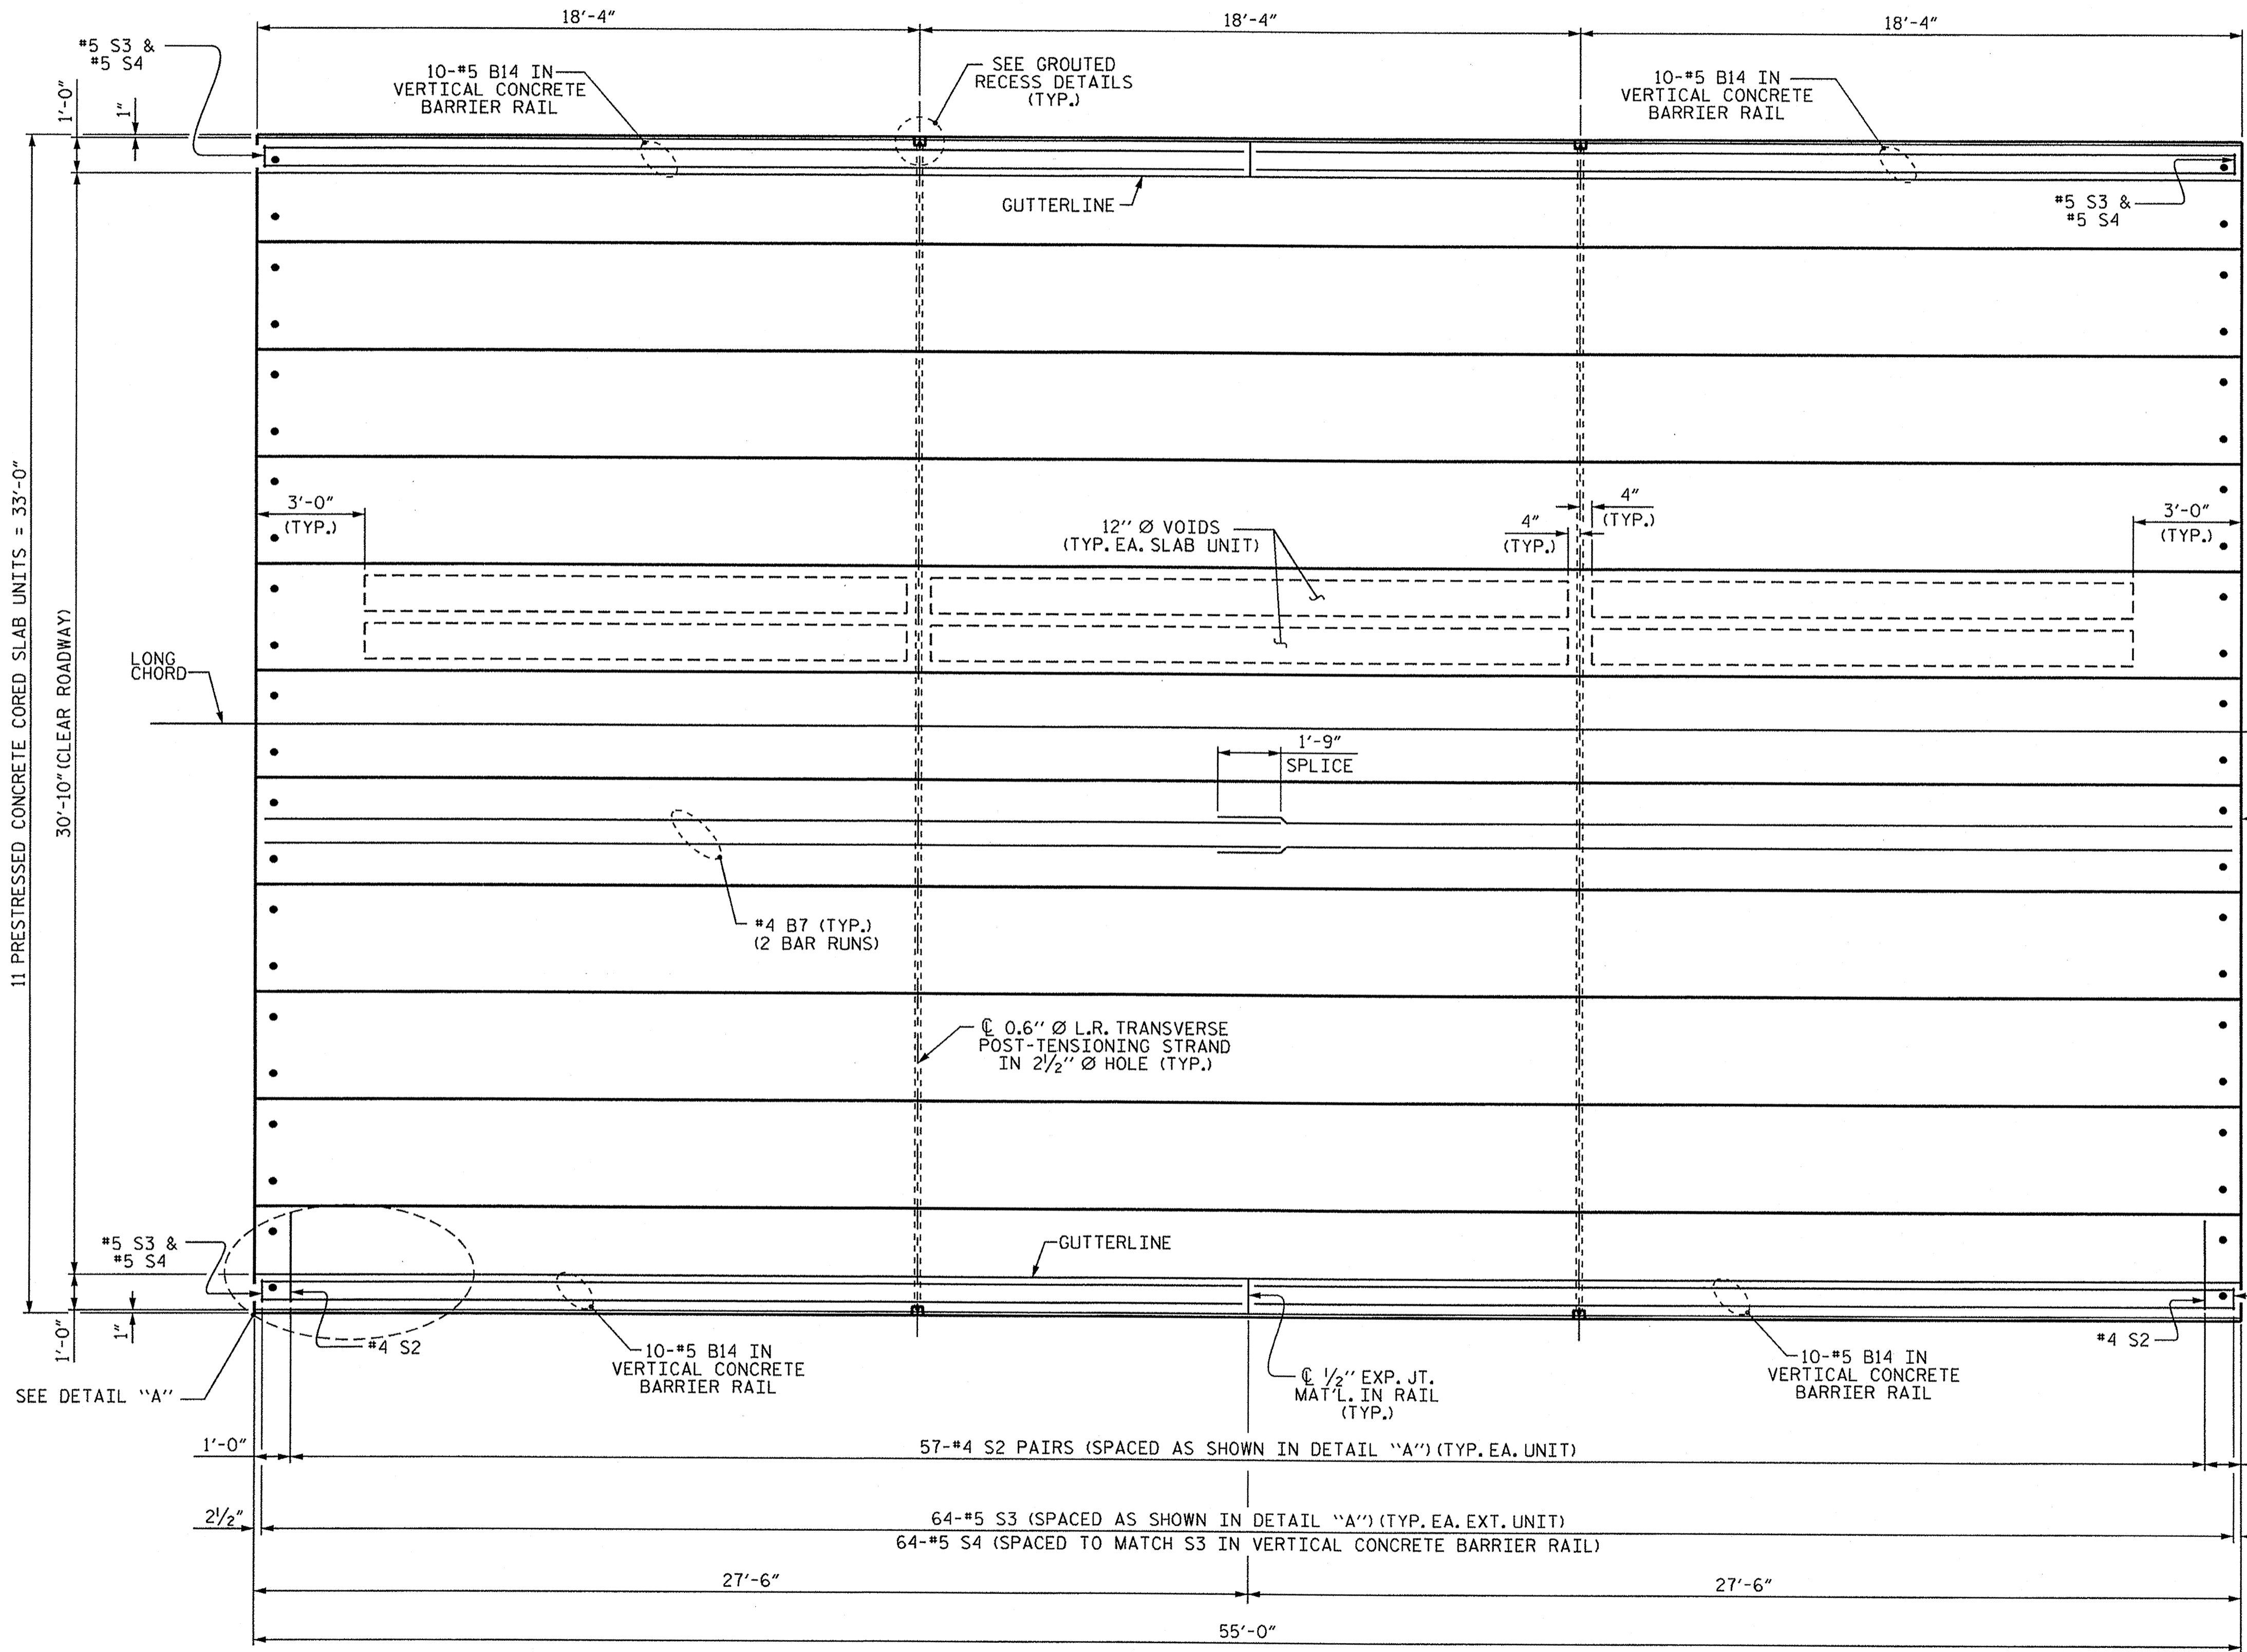 18'-4"
18'-4"
18'-4"
#5 S3 &
#5 S4
10-#5 B14 IN
VERTICAL CONCRETE
BARRIER RAIL
SEE GROUTED
RECESS DETAILS
(TYP.)
10-#5 B14 IN
VERTICAL CONCRETE
BARRIER RAIL
1'-0"
1"
GUTTERLINE
#5 S3 &
#5 S4
11 PRESTRESSED CONCRETE CORED SLAB UNITS = 33'-0"
30'-10" (CLEAR ROADWAY)
3'-0"
(TYP.)
12" Ø VOIDS
(TYP. EA. SLAB UNIT)
4"
(TYP.)
4"
(TYP.)
3'-0"
(TYP.)
LONG
CHORD
1'-9"
SPLICE
#4 B7 (TYP.)
(2 BAR RUNS)
℄ 0.6" Ø L.R. TRANSVERSE
POST-TENSIONING STRAND
IN 2 1/2" Ø HOLE (TYP.)
#5 S3 &
#5 S4
GUTTERLINE
1'-0"
1"
#4 S2
SEE DETAIL "A"
10-#5 B14 IN
VERTICAL CONCRETE
BARRIER RAIL
℄ 1/2" EXP. JT.
MAT'L. IN RAIL
(TYP.)
10-#5 B14 IN
VERTICAL CONCRETE
BARRIER RAIL
#4 S2
1'-0"
57-#4 S2 PAIRS (SPACED AS SHOWN IN DETAIL "A") (TYP. EA. UNIT)
2 1/2"
64-#5 S3 (SPACED AS SHOWN IN DETAIL "A") (TYP. EA. EXT. UNIT)
64-#5 S4 (SPACED TO MATCH S3 IN VERTICAL CONCRETE BARRIER RAIL)
27'-6"
27'-6"
55'-0"